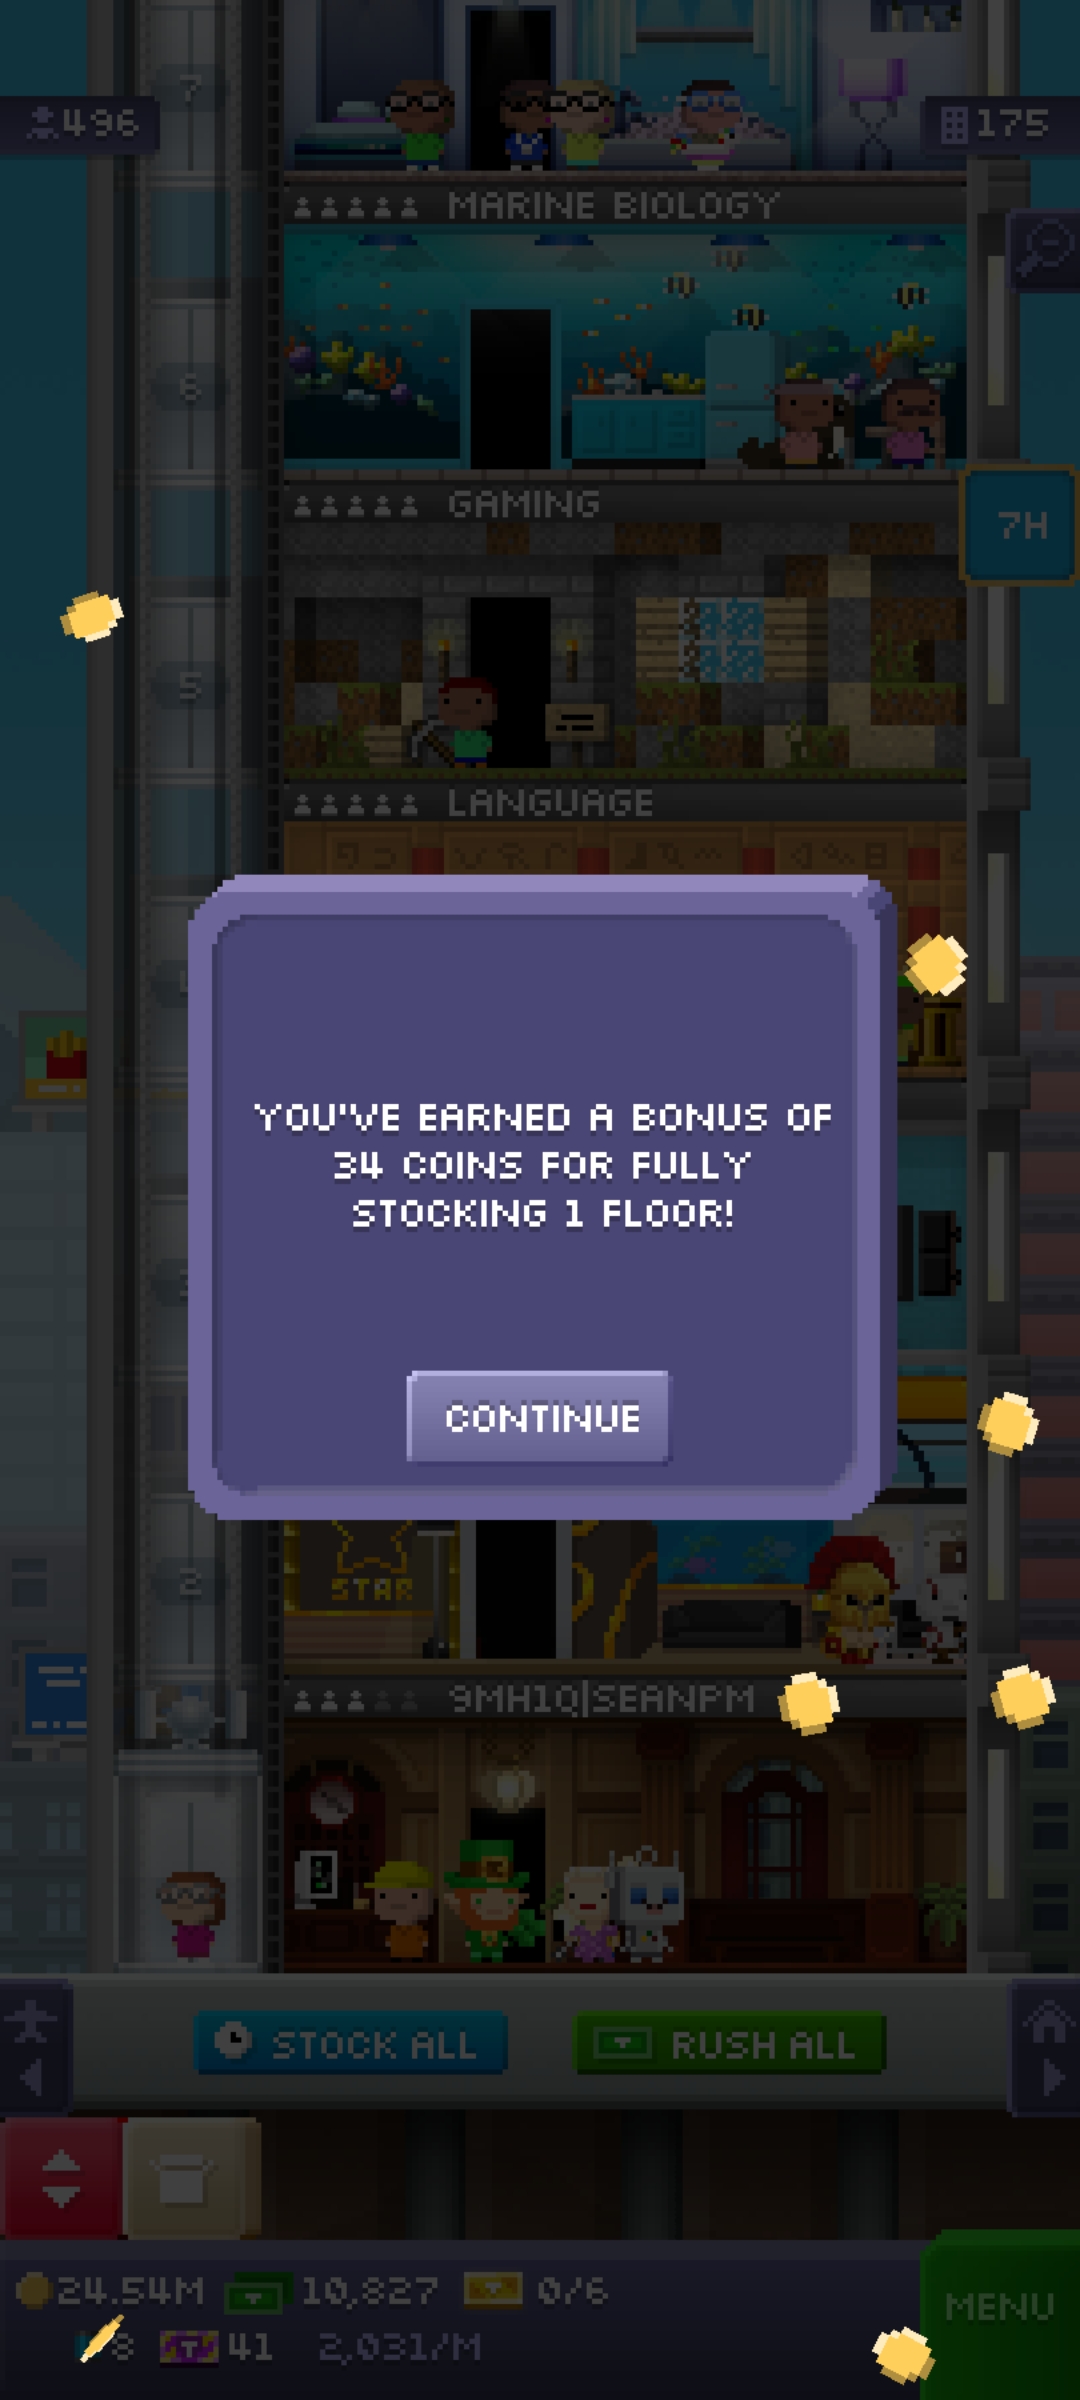 7
496
175
MARINE BIOLOGY
6
GAMING
7H
5
LANGUAGE
YOU'VE EARNED A BONUS OF
34 COINS FOR FULLY
STOCKING 1 FLOOR!
CONTINUE
2
STAR
9MH1Q|SEANPM
STOCK ALL
RUSH ALL
24.54M
10,827
0/6
MENU
8
41
2,031/M